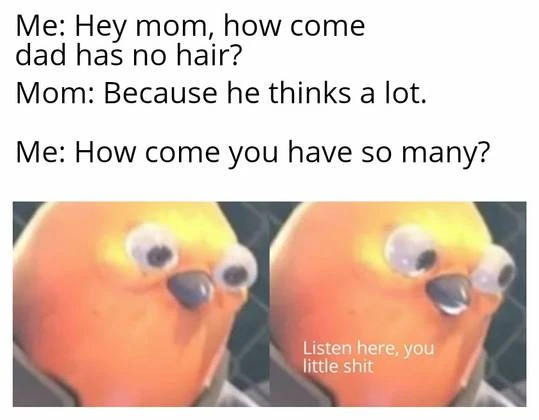 Me: Hey mom, how come
dad has no hair?
Mom: Because he thinks a lot.
Me: How come you have so many?
Listen here, you
little shit